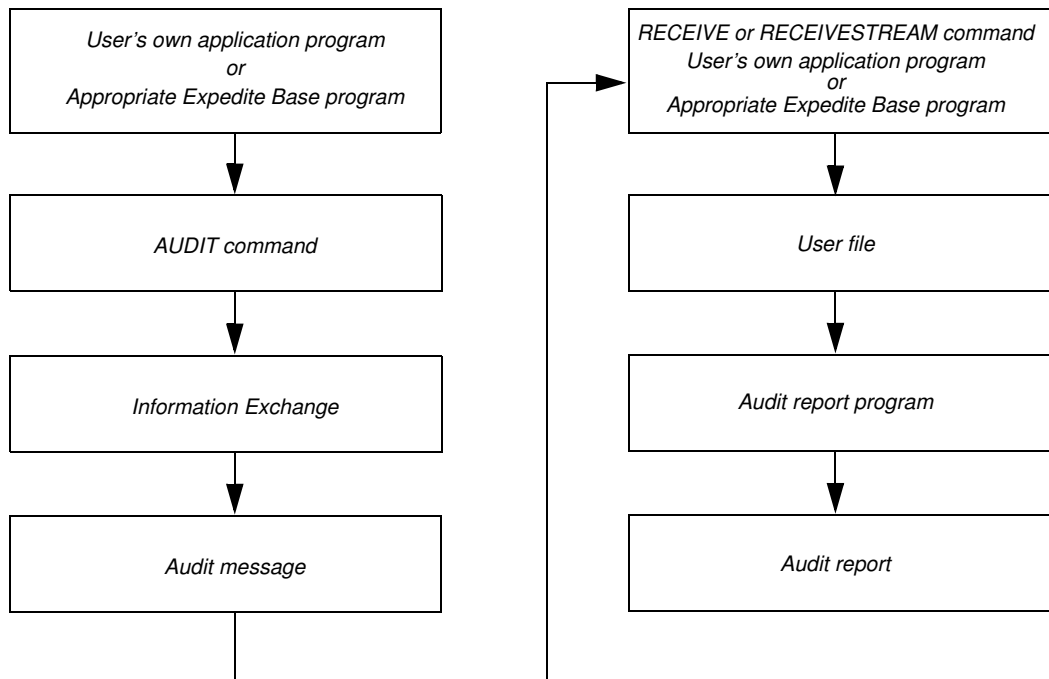 User's own application program
or
Appropriate Expedite Base program
AUDIT command
Information Exchange
Audit message
RECEIVE or RECEIVESTREAM command
User's own application program
or
Appropriate Expedite Base program
User file
Audit report program
Audit report